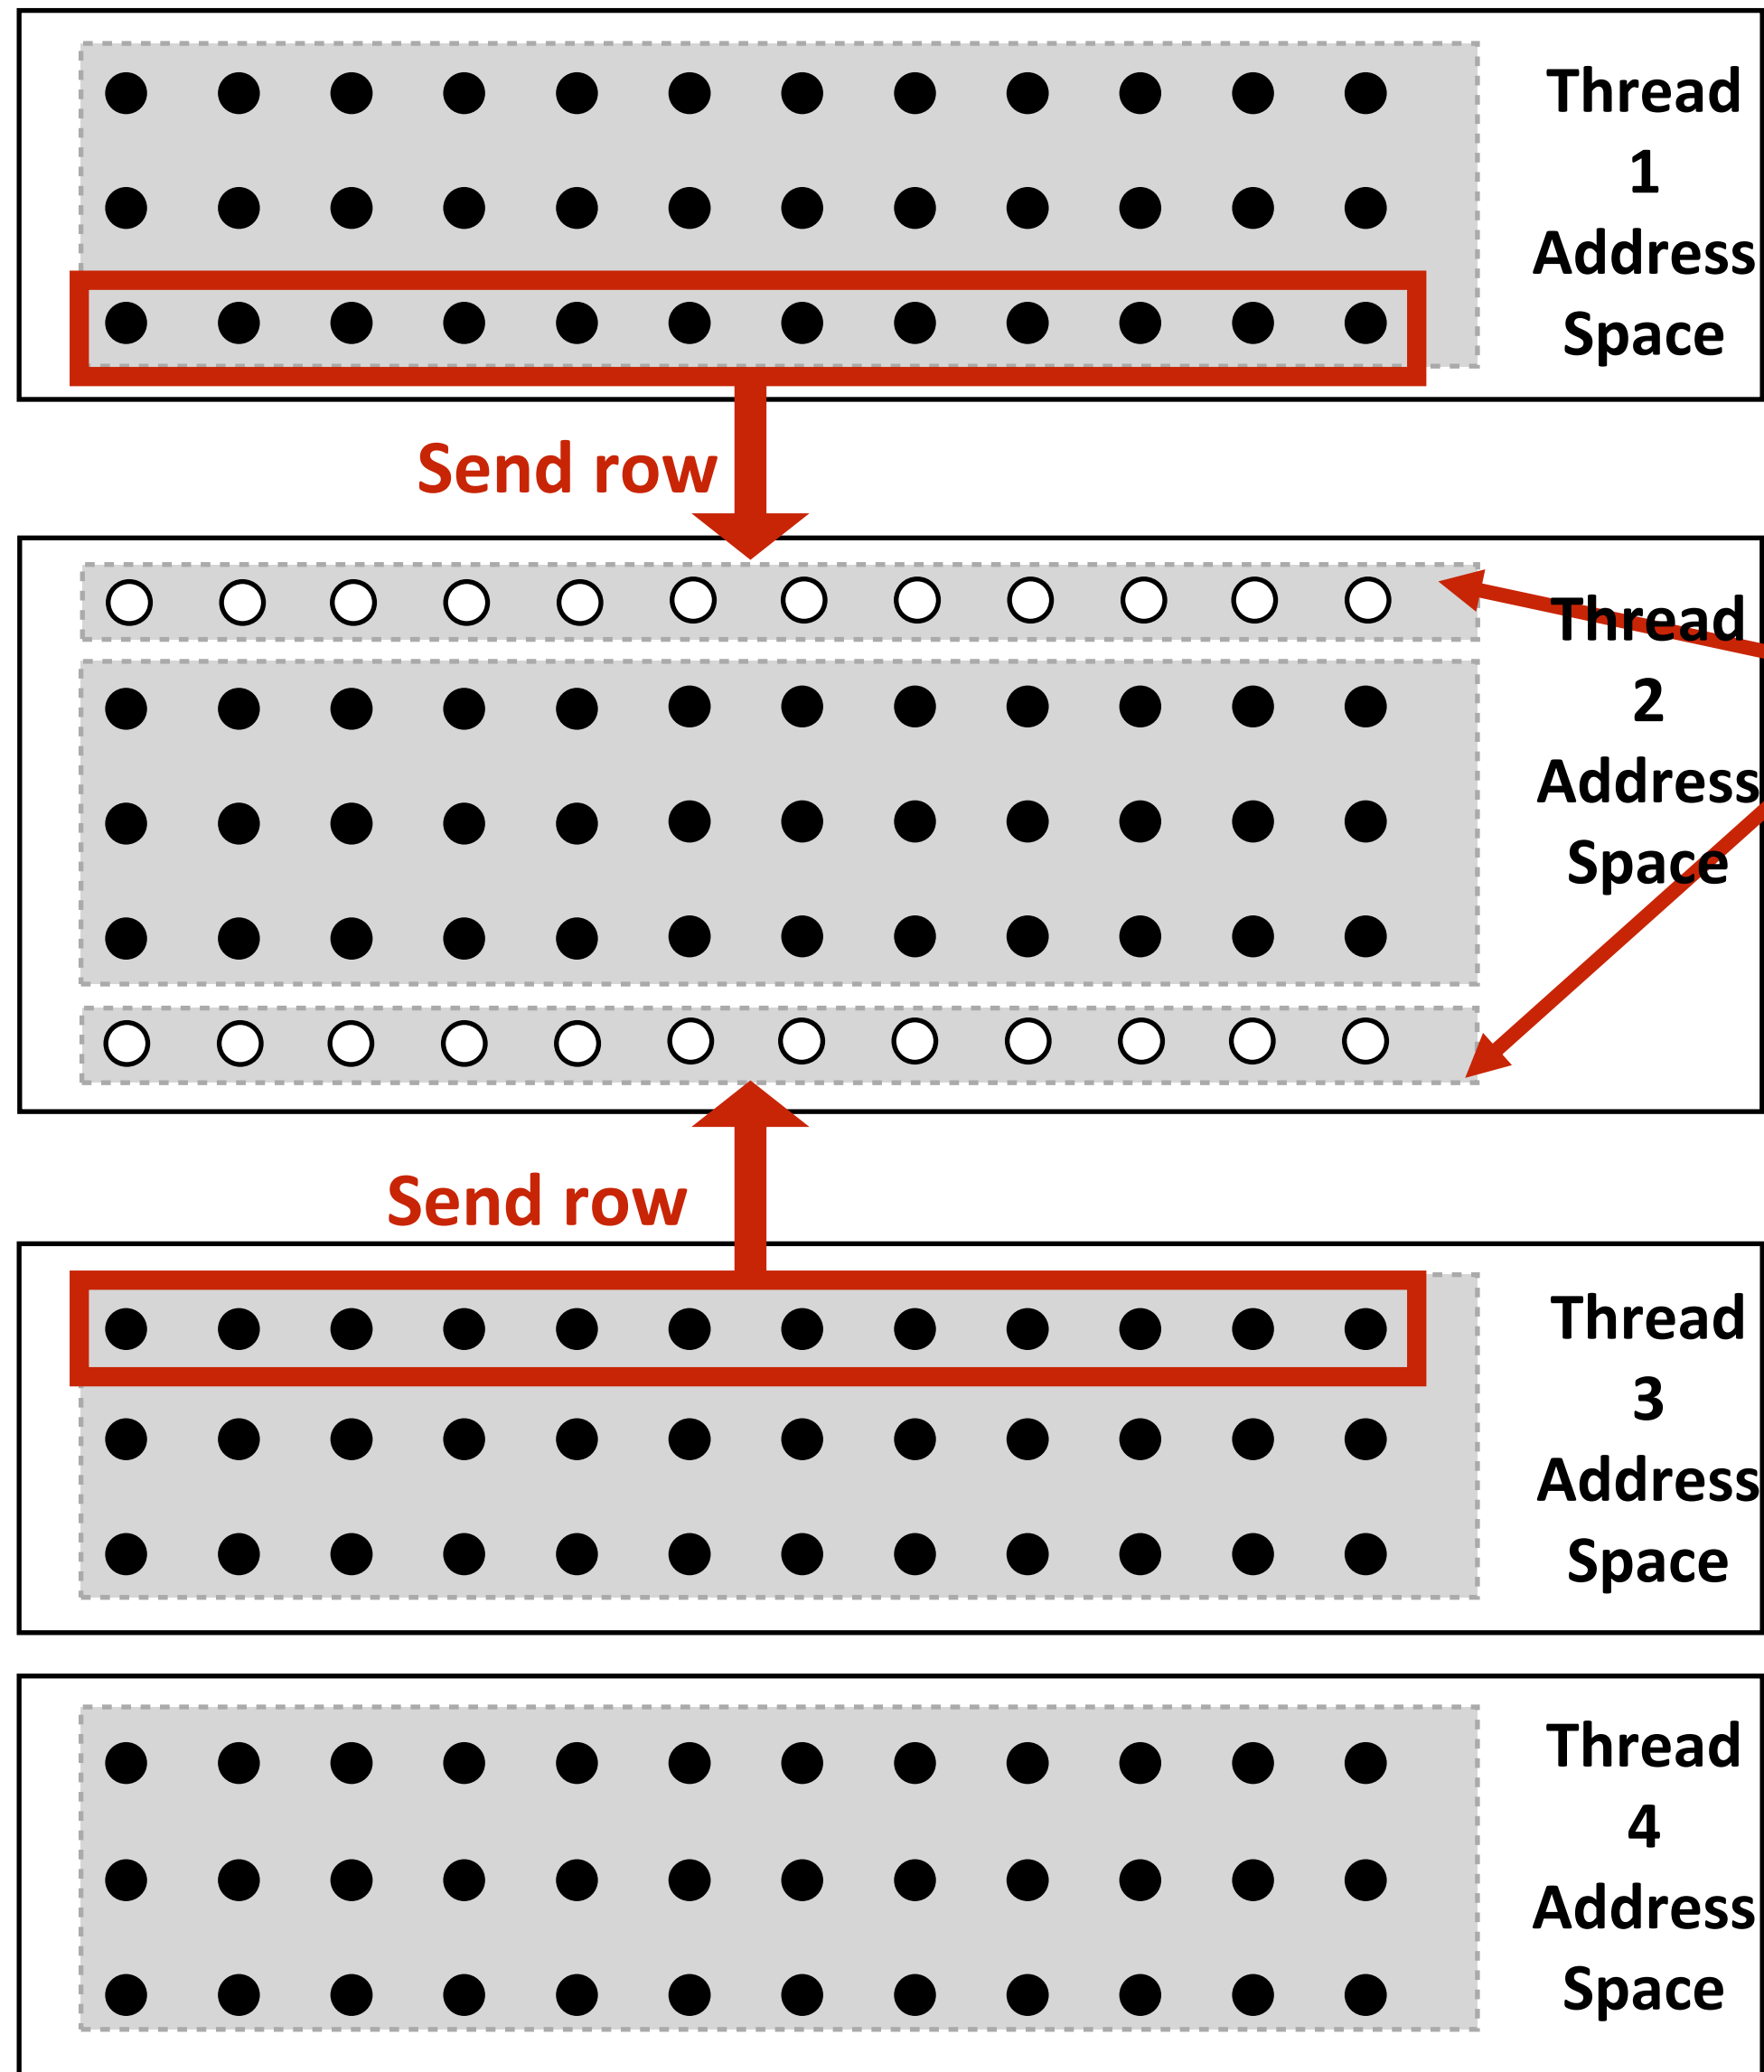 Thread
1
Address
Space
Send row
Thread
2
Address
Space
Send row
Thread
3
Address
Space
Thread
4
Address
Space